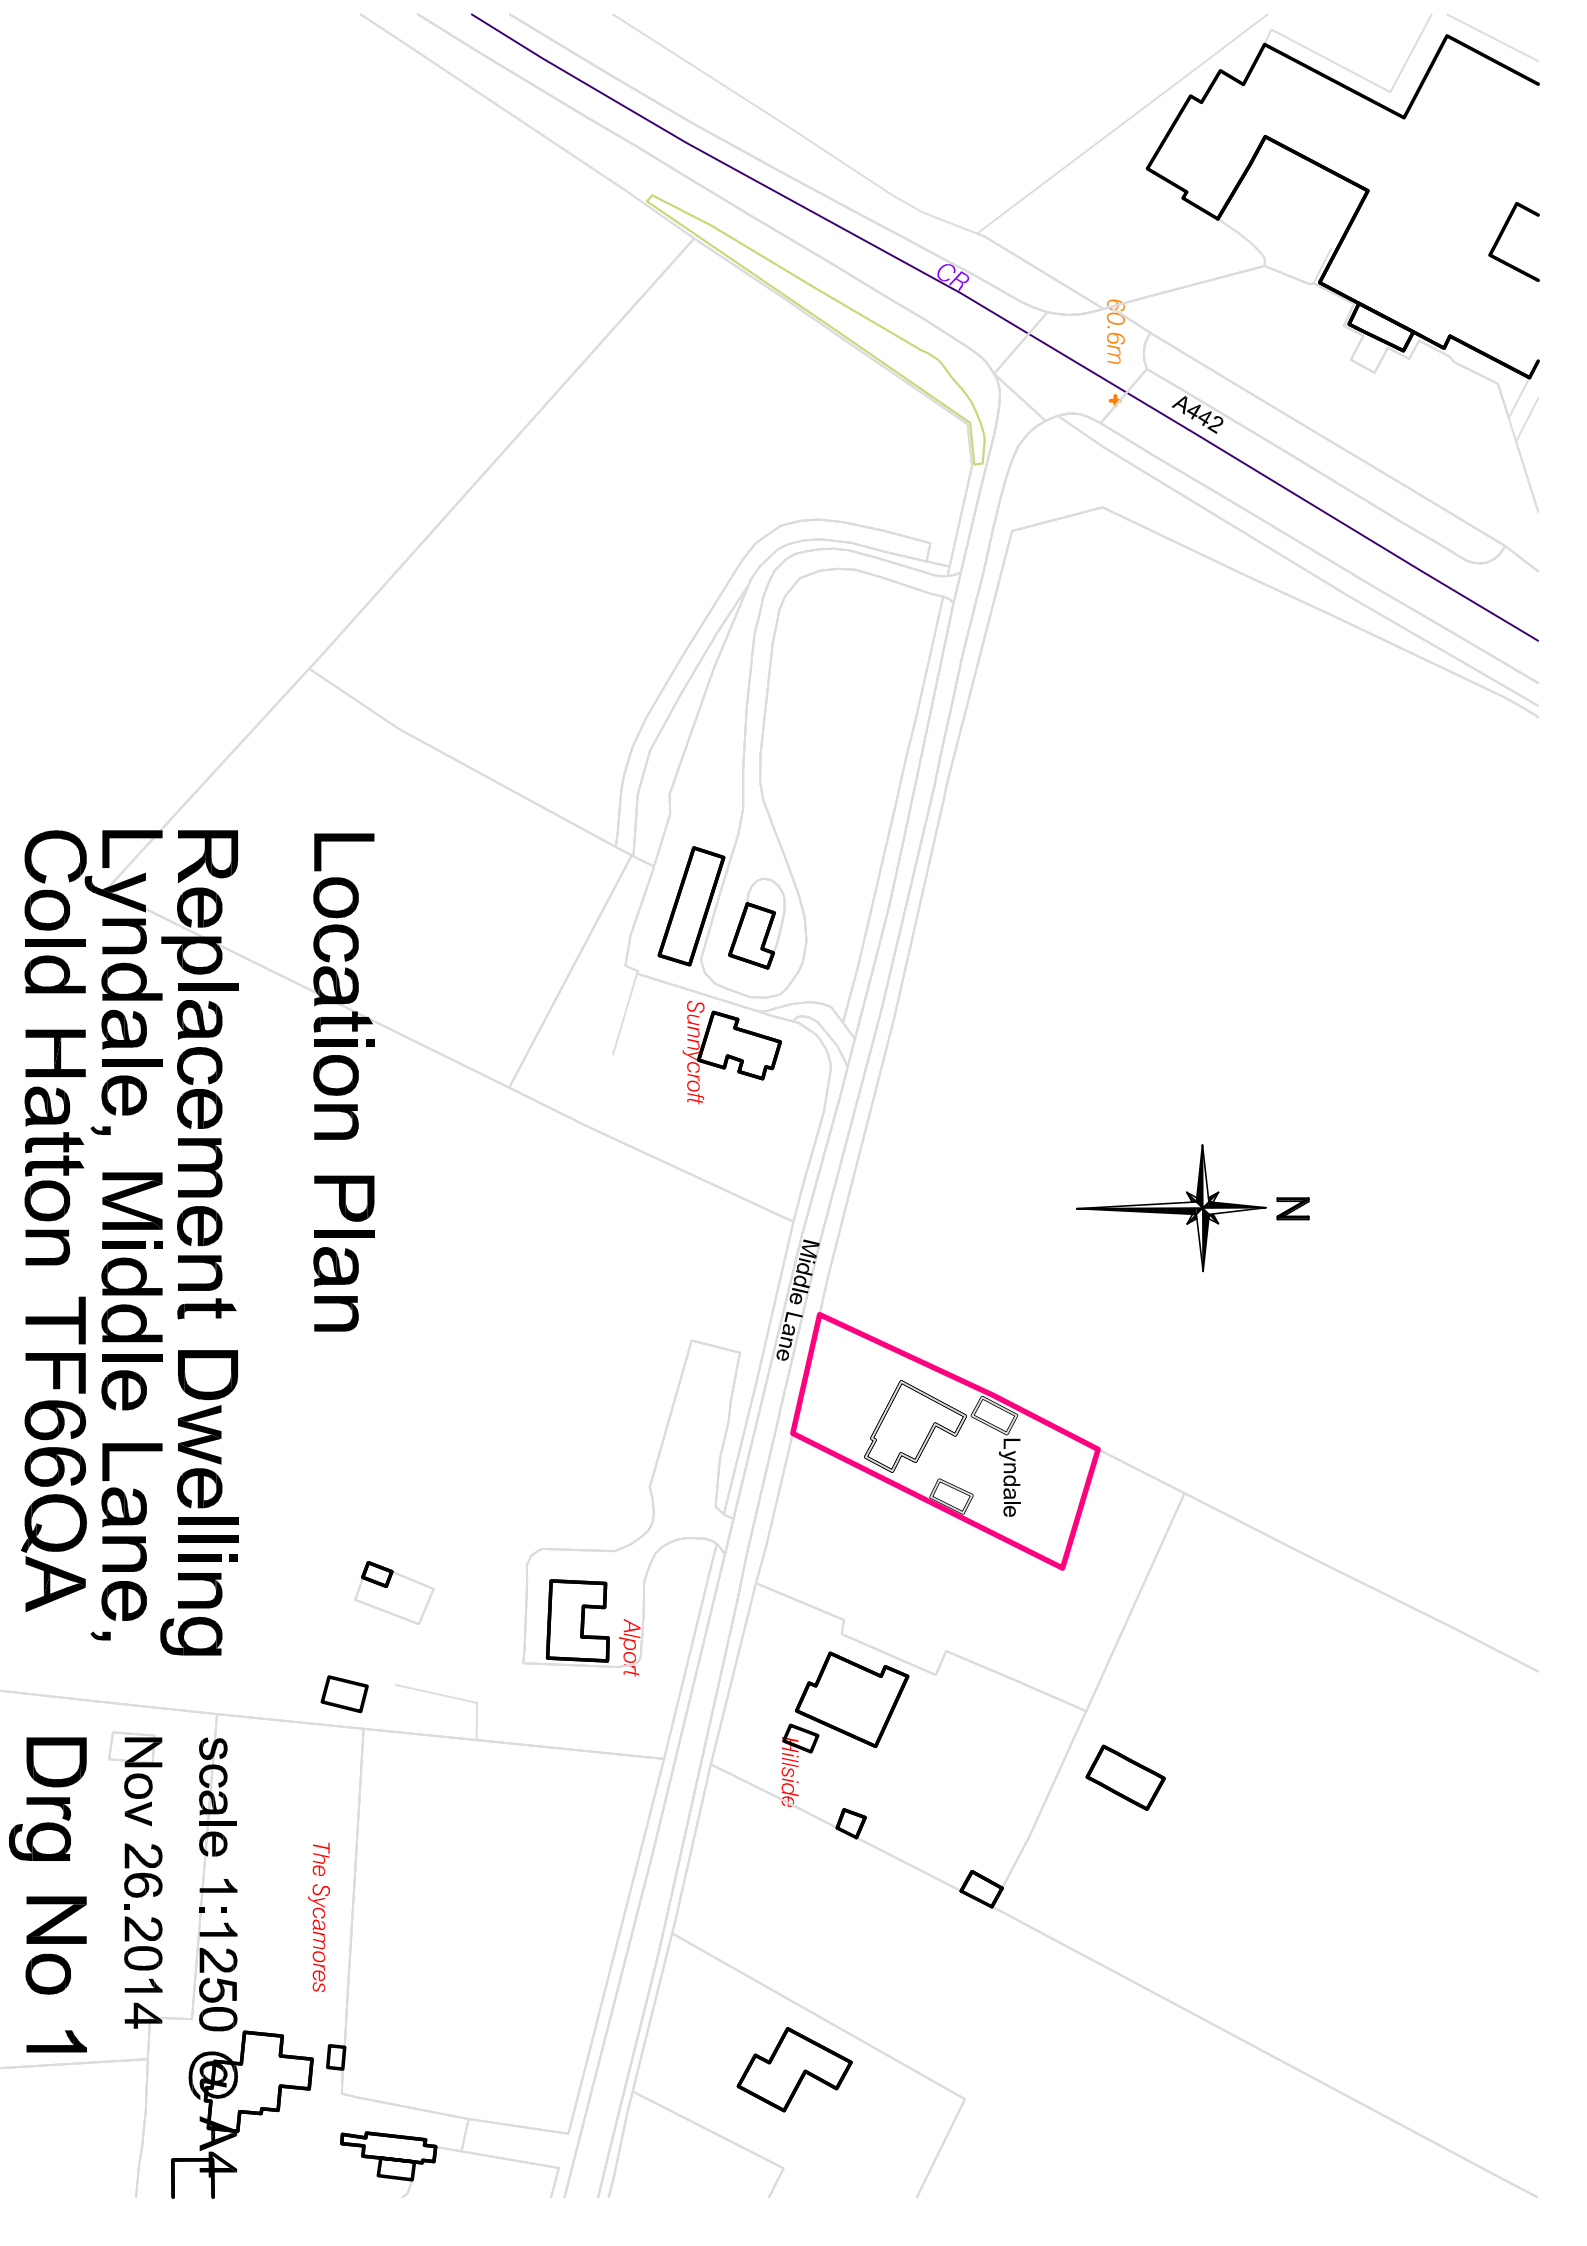 60.6m
CR
A442
N
Middle Lane
Lyndale
Sunnycroft
Alport
Hillside
The Sycamores
Location Plan
Replacement Dwelling
Lyndale, Middle Lane,
Cold Hatton TF66QA
scale 1:1250 @ A4
Nov 26.2014
Drg No 1